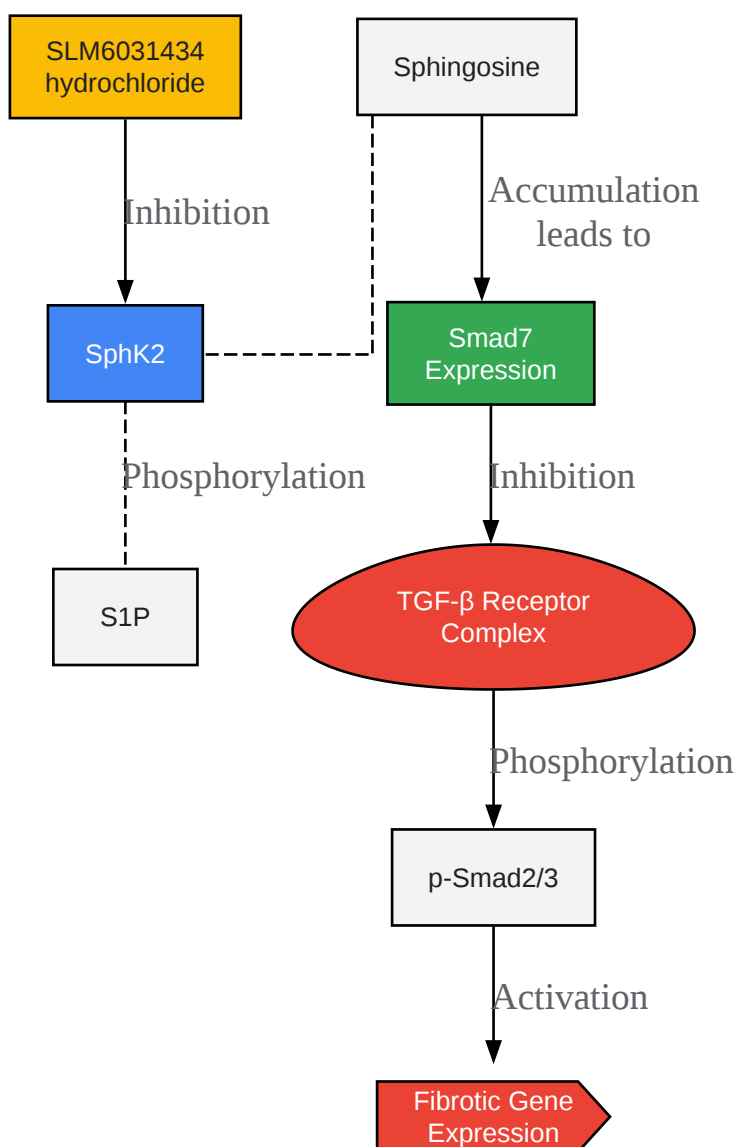 SLM6031434
hydrochloride
Sphingosine
Inhibition
Accumulation
leads to
SphK2
Smad7
Expression
Phosphorylation
Inhibition
S1P
TGF-β Receptor
Complex
Phosphorylation
p-Smad2/3
Activation
Fibrotic Gene
Expression